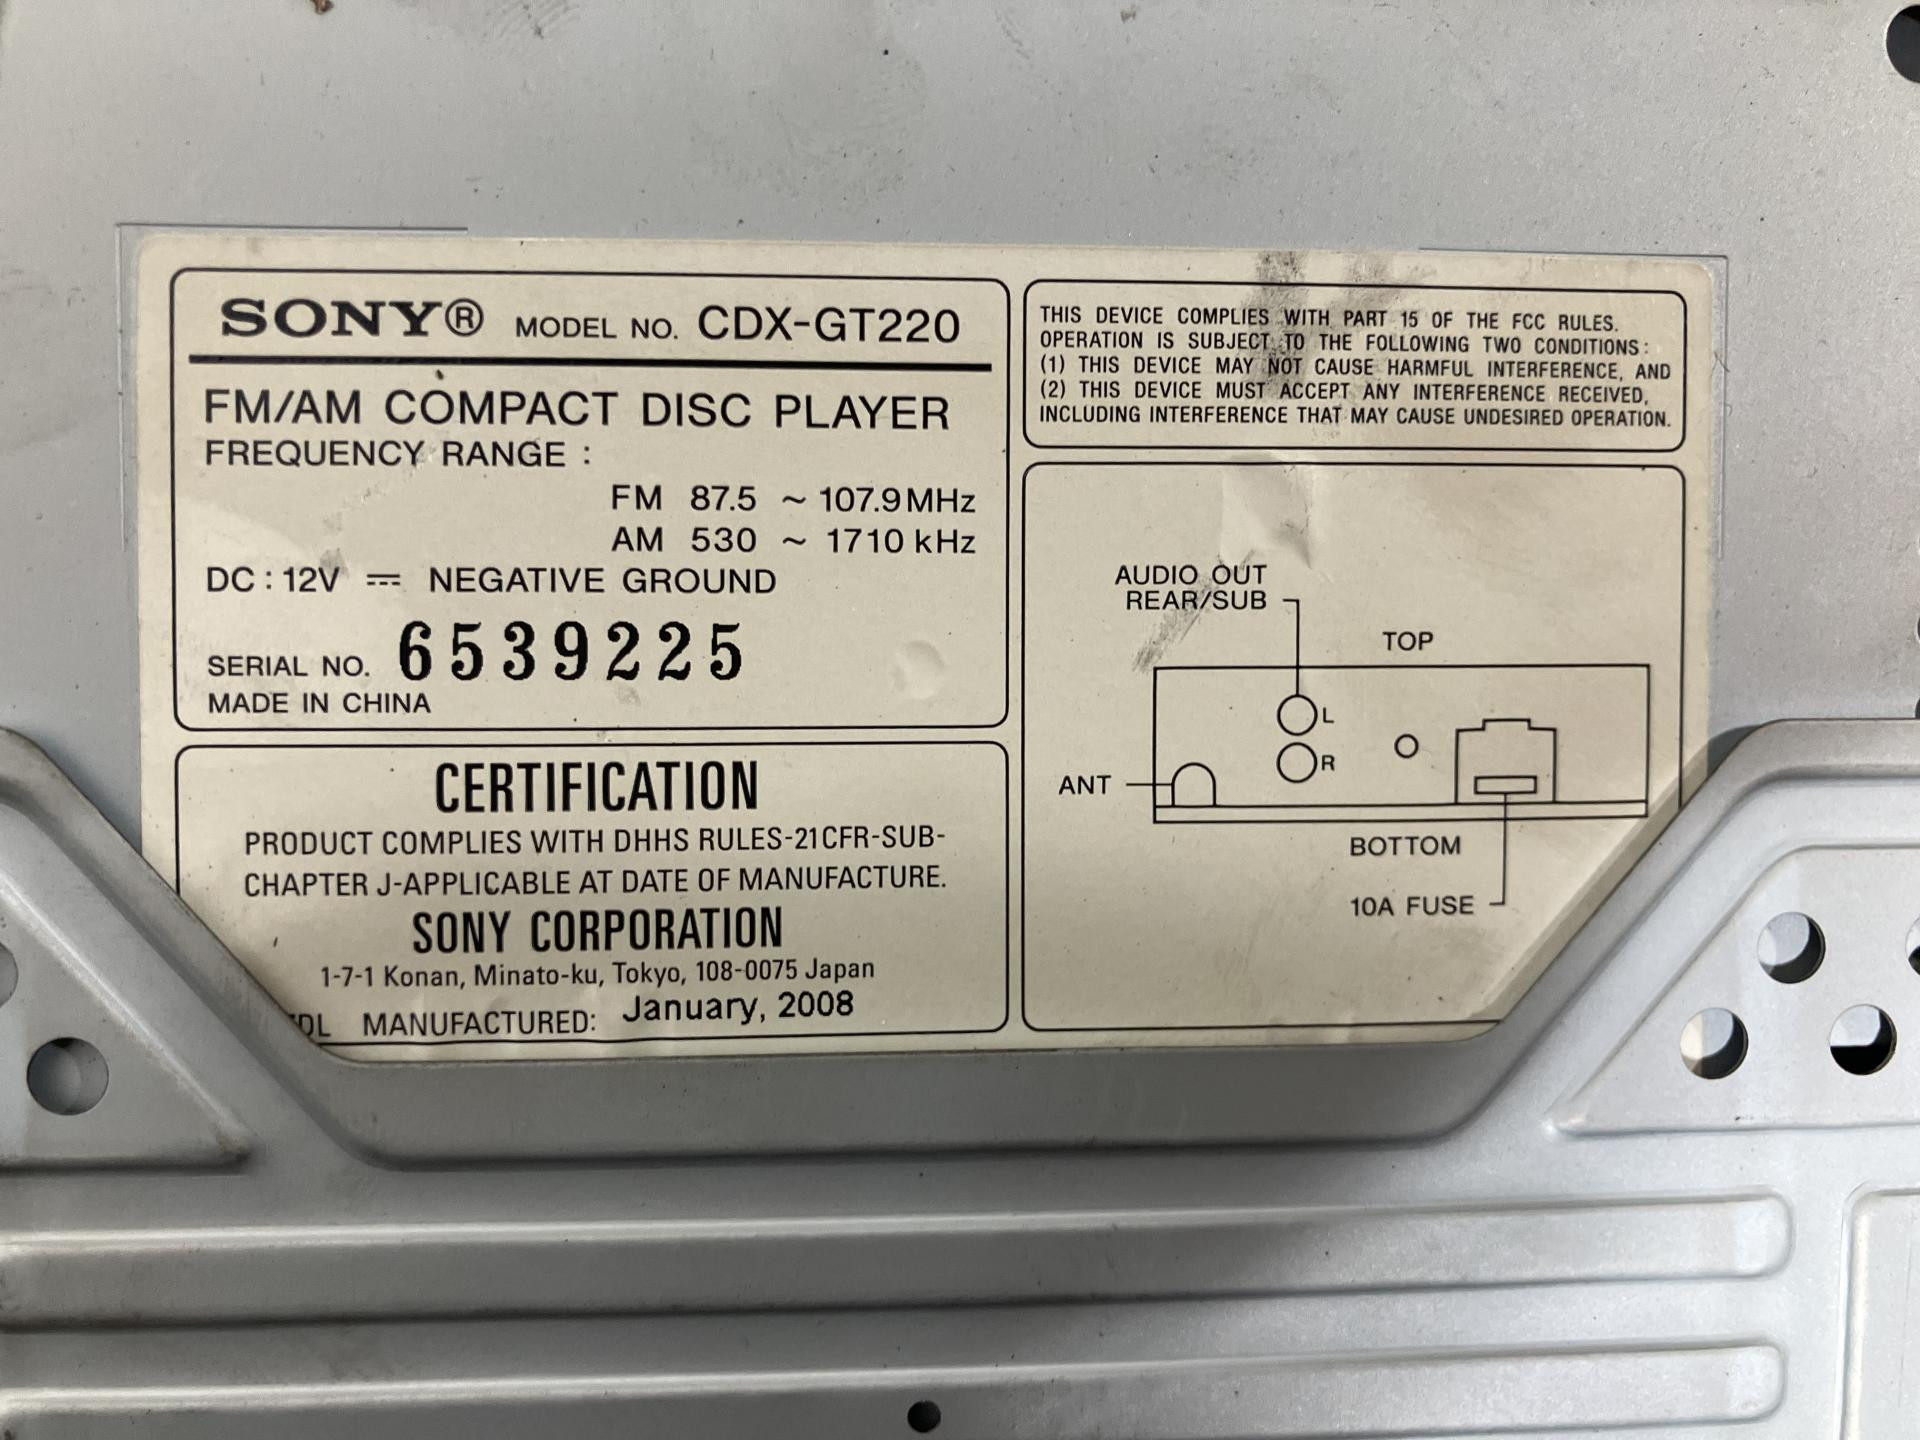 SONY® MODEL NO. CDX-GT220
FM/AM COMPACT DISC PLAYER
FREQUENCY RANGE :
FM 87.5 ~ 107.9 MHz
AM 530 ~ 1710 kHz
DC : 12V ⎓ NEGATIVE GROUND
SERIAL NO. 6539225
MADE IN CHINA
CERTIFICATION
PRODUCT COMPLIES WITH DHHS RULES-21CFR-SUB-
CHAPTER J-APPLICABLE AT DATE OF MANUFACTURE.
SONY CORPORATION
1-7-1 Konan, Minato-ku, Tokyo, 108-0075 Japan
MANUFACTURED: January, 2008
THIS DEVICE COMPLIES WITH PART 15 OF THE FCC RULES.
OPERATION IS SUBJECT TO THE FOLLOWING TWO CONDITIONS:
(1) THIS DEVICE MAY NOT CAUSE HARMFUL INTERFERENCE, AND
(2) THIS DEVICE MUST ACCEPT ANY INTERFERENCE RECEIVED,
INCLUDING INTERFERENCE THAT MAY CAUSE UNDESIRED OPERATION.
AUDIO OUT
REAR/SUB
TOP
L
R
ANT
BOTTOM
10A FUSE